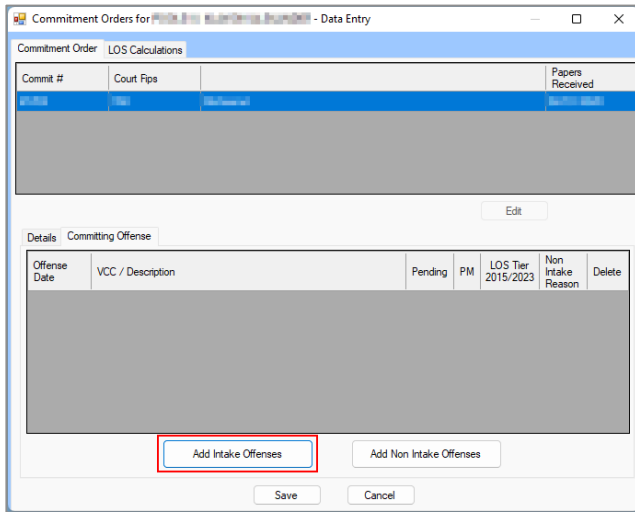 Commitment Orders for - Data Entry
Commitment Order LOS Calculations
Commit # Court Fips Papers Received
Edit
Details Committing Offense
Offense Date VCC / Description Pending PM LOS Tier 2015/2023 Non Intake Reason Delete
Add Intake Offenses Add Non Intake Offenses
Save Cancel